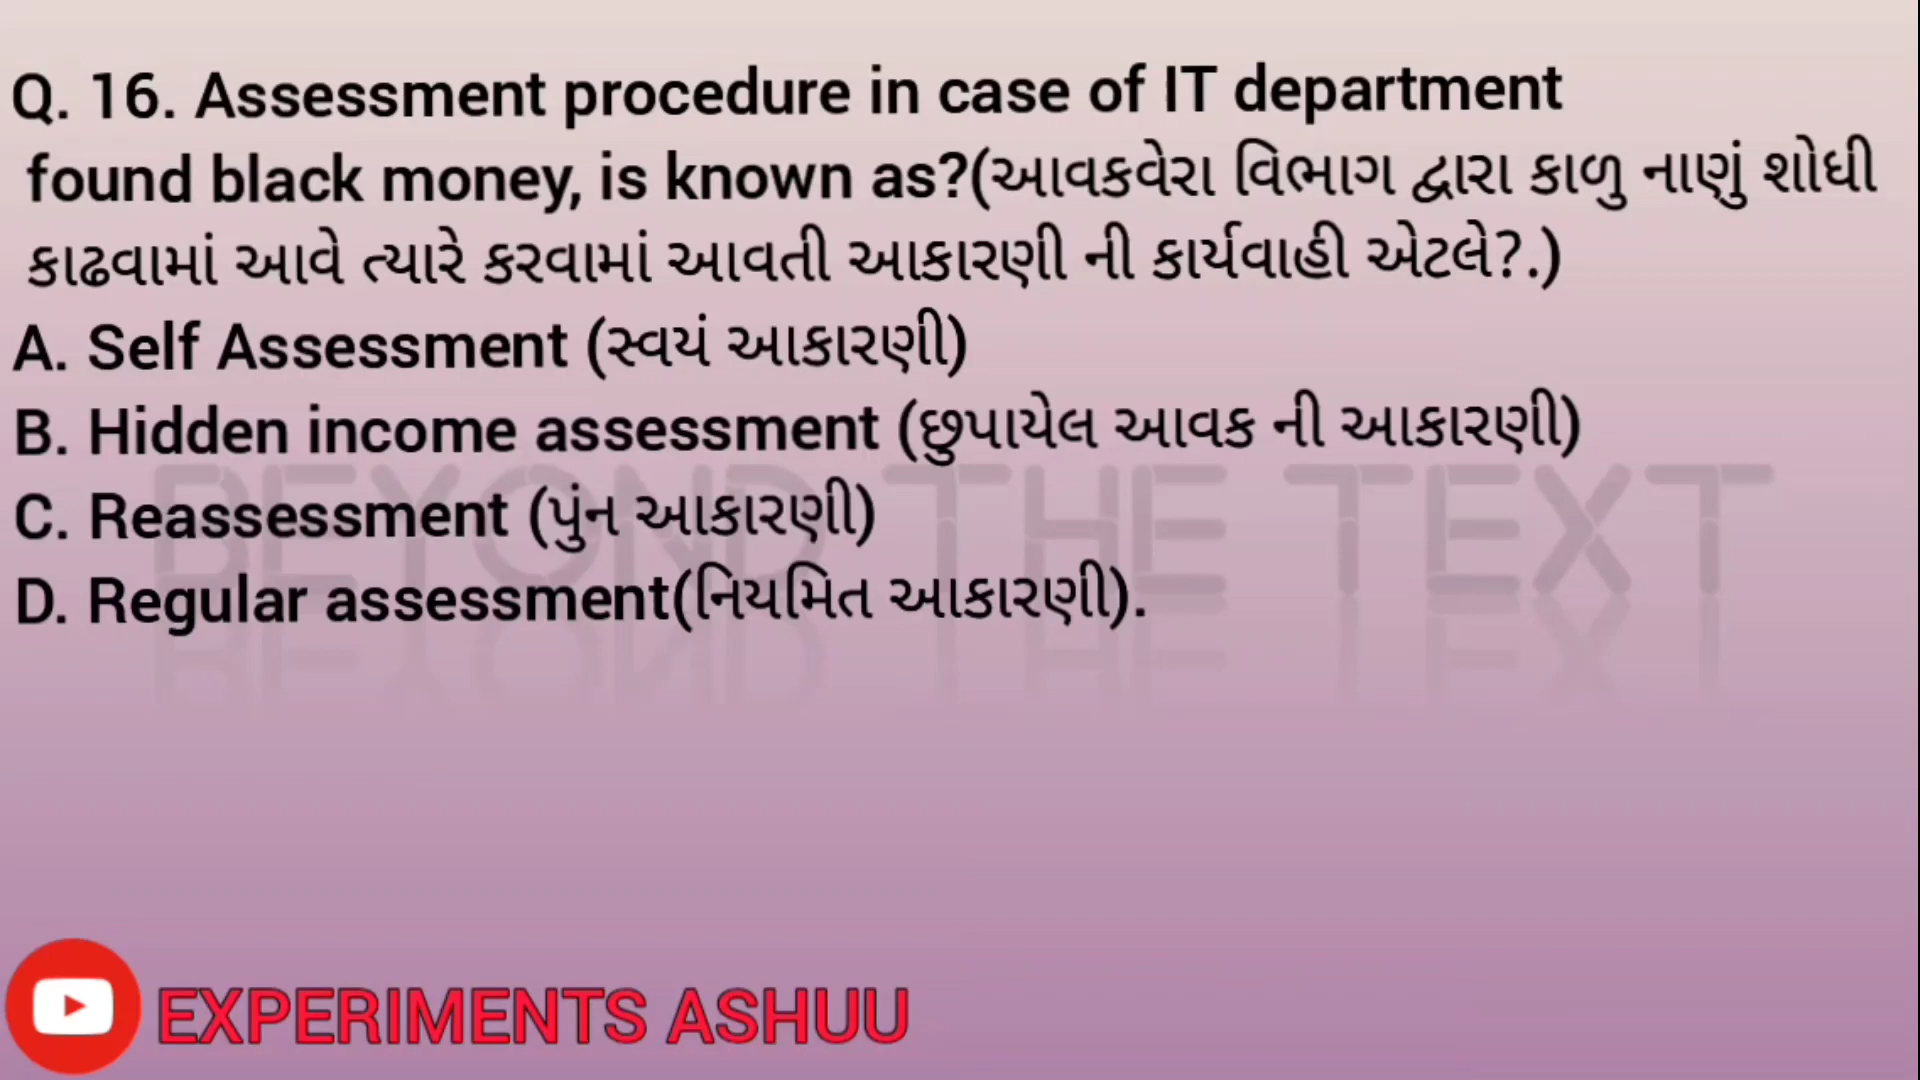 Q. 16. Assessment procedure in case of IT department
found black money, is known as?(આવકવેરા વિભાગ દ્વારા કાળુ નાણું શોધી
કાઢવામાં આવે ત્યારે કરવામાં આવતી આકારણી ની કાર્યવાહી એટલે?.)
A. Self Assessment (સ્વયં આકારણી)
B. Hidden income assessment (છુપાયેલ આવક ની આકારણી)
C. Reassessment (પુંન આકારણી)
D. Regular assessment(નિયમિત આકારણી).
BEYOND THE TEXT
EXPERIMENTS ASHUU